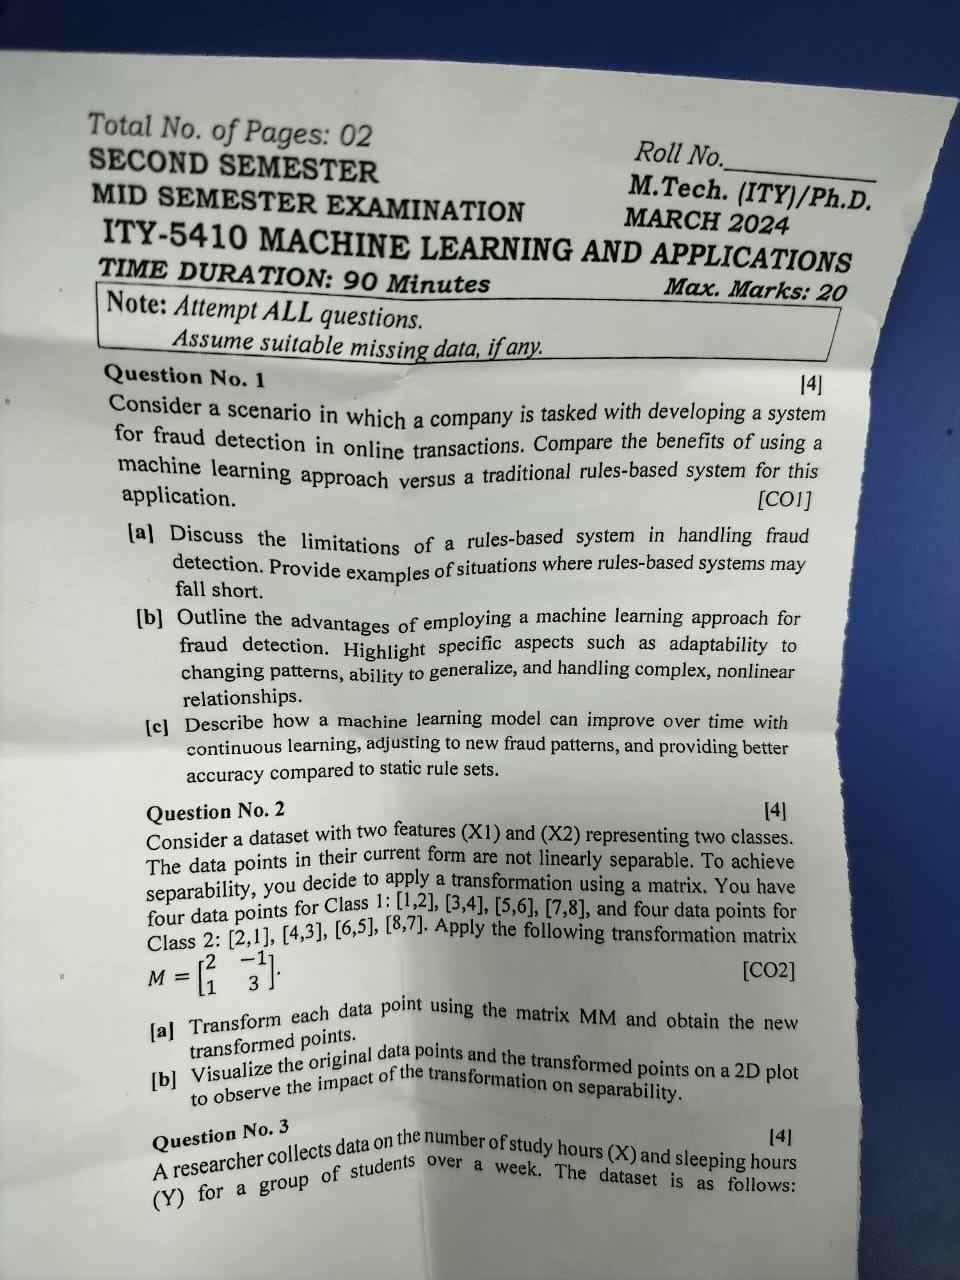 Total No. of Pages: 02
Roll No.
SECOND SEMESTER
M.Tech. (ITY)/Ph.D.
MID SEMESTER EXAMINATION
MARCH 2024
ITY-5410 MACHINE LEARNING AND APPLICATIONS
TIME DURATION: 90 Minutes
Max. Marks: 20
Note: Attempt ALL questions.
Assume suitable missing data, if any.
Question No. 1 [4]
Consider a scenario in which a company is tasked with developing a system
for fraud detection in online transactions. Compare the benefits of using a
machine learning approach versus a traditional rules-based system for this
application. [CO1]
[a] Discuss the limitations of a rules-based system in handling fraud
detection. Provide examples of situations where rules-based systems may
fall short.
[b] Outline the advantages of employing a machine learning approach for
fraud detection. Highlight specific aspects such as adaptability to
changing patterns, ability to generalize, and handling complex, nonlinear
relationships.
[c] Describe how a machine learning model can improve over time with
continuous learning, adjusting to new fraud patterns, and providing better
accuracy compared to static rule sets.
Question No. 2 [4]
Consider a dataset with two features (X1) and (X2) representing two classes.
The data points in their current form are not linearly separable. To achieve
separability, you decide to apply a transformation using a matrix. You have
four data points for Class 1: [1,2], [3,4], [5,6], [7,8], and four data points for
Class 2: [2,1], [4,3], [6,5], [8,7]. Apply the following transformation matrix
M = [2 -1
1 3]. [CO2]
[a] Transform each data point using the matrix MM and obtain the new
transformed points.
[b] Visualize the original data points and the transformed points on a 2D plot
to observe the impact of the transformation on separability.
Question No. 3 [4]
A researcher collects data on the number of study hours (X) and sleeping hours
(Y) for a group of students over a week. The dataset is as follows: